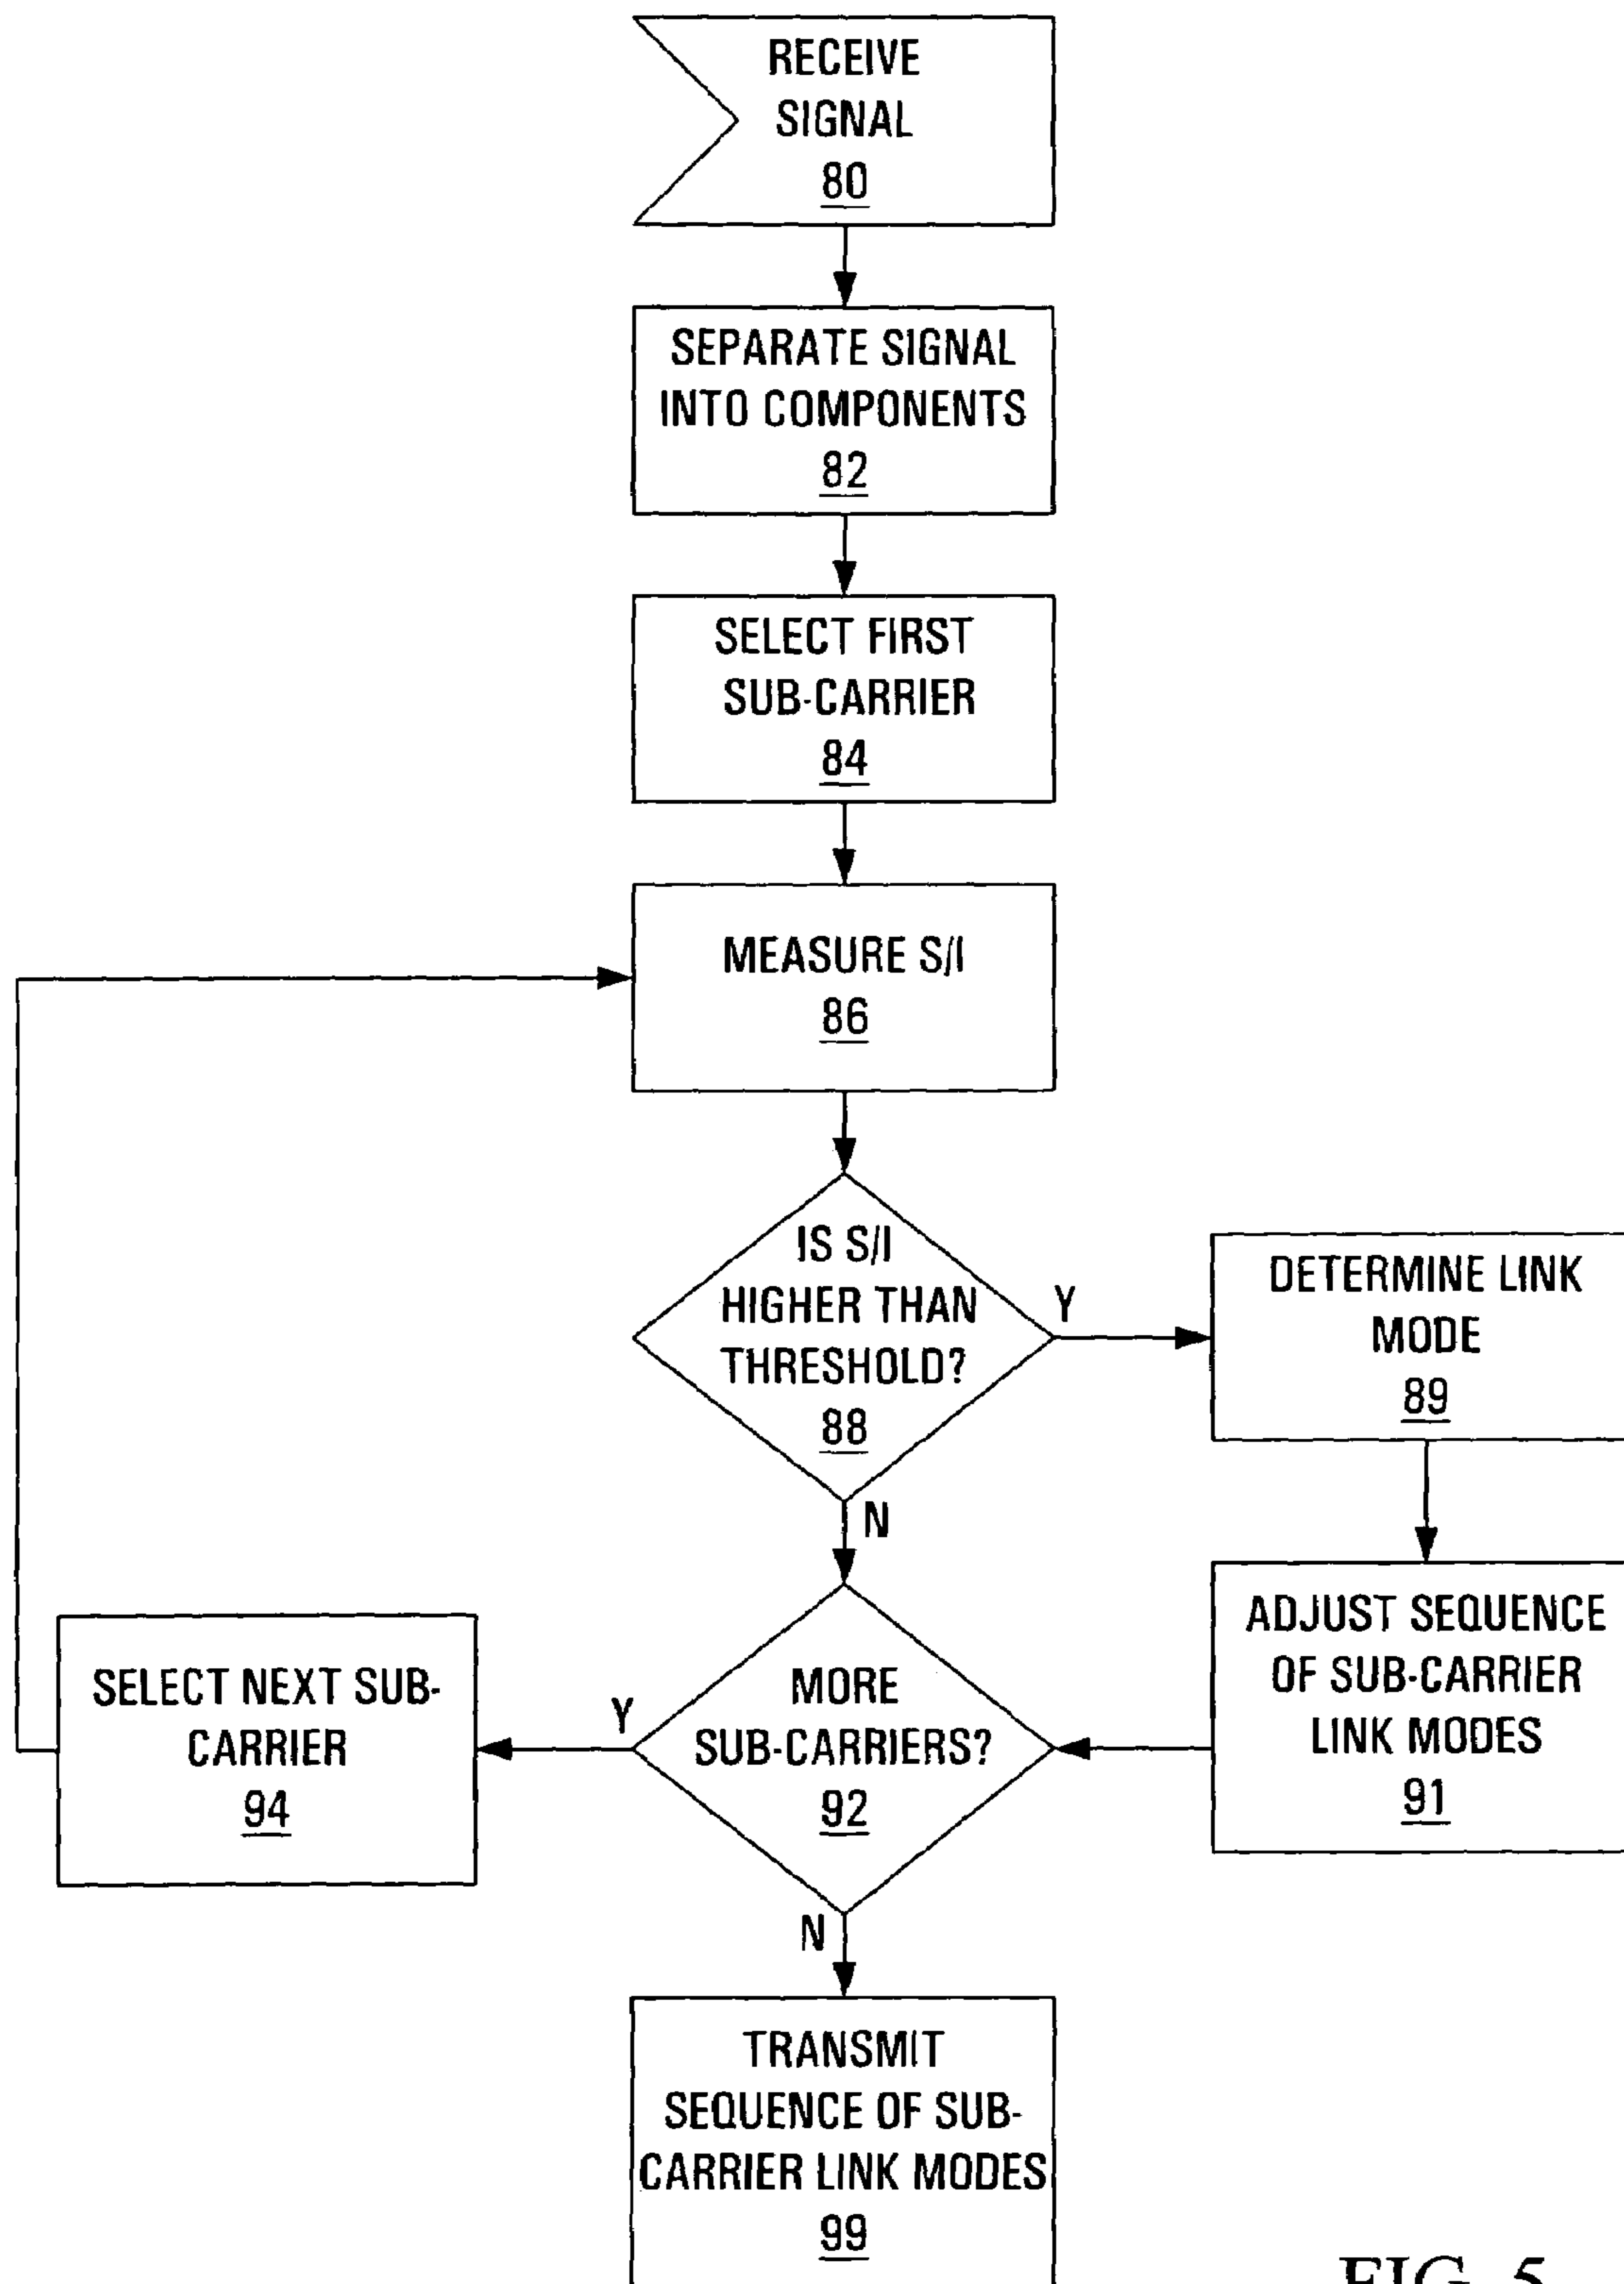 RECEIVE
SIGNAL
80
SEPARATE SIGNAL
INTO COMPONENTS
82
SELECT FIRST
SUB-CARRIER
84
MEASURE S/I
86
IS S/I
HIGHER THAN
THRESHOLD?
88
Y
N
DETERMINE LINK
MODE
89
ADJUST SEQUENCE
OF SUB-CARRIER
LINK MODES
91
MORE
SUB-CARRIERS?
92
Y
N
SELECT NEXT SUB-
CARRIER
94
TRANSMIT
SEQUENCE OF SUB-
CARRIER LINK MODES
99
FIG. 5